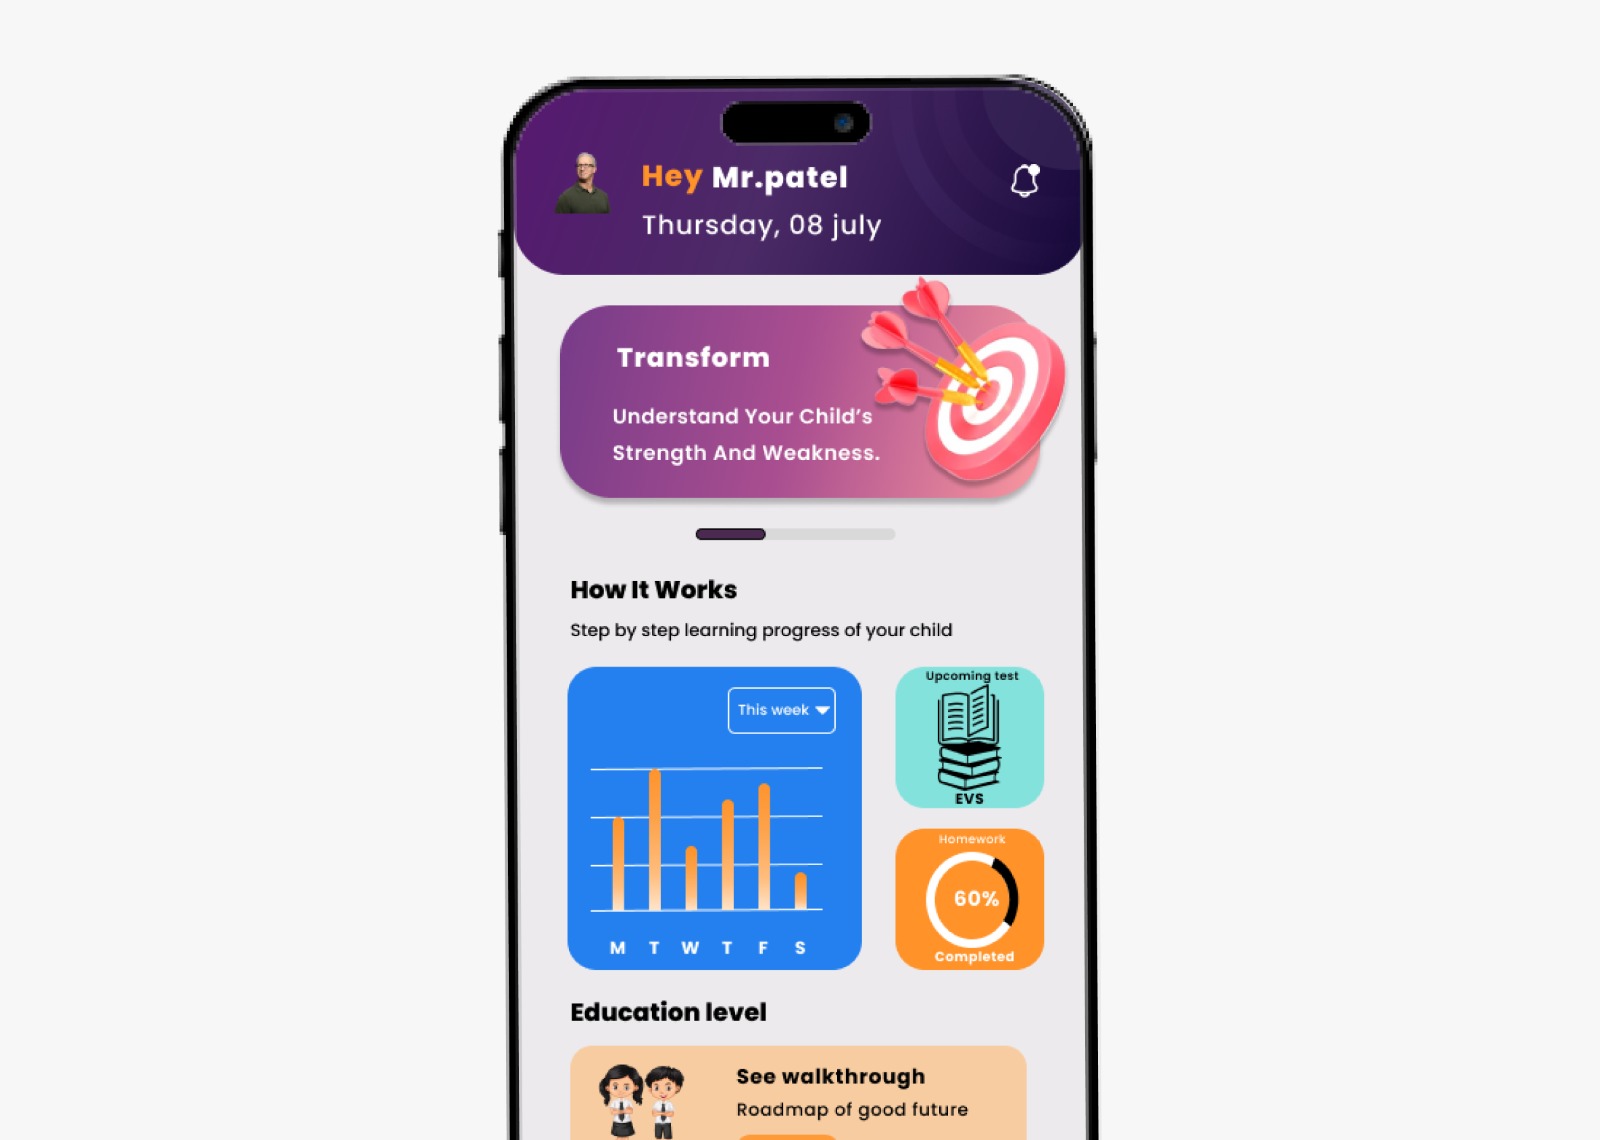 Hey Mr.patel
Thursday, 08 july
Transform
Understand Your Child's
Strength And Weakness.
How It Works
Step by step learning progress of your child
This week
M T W T F S
Upcoming test
EVS
Homework
60%
Completed
Education level
See walkthrough
Roadmap of good future